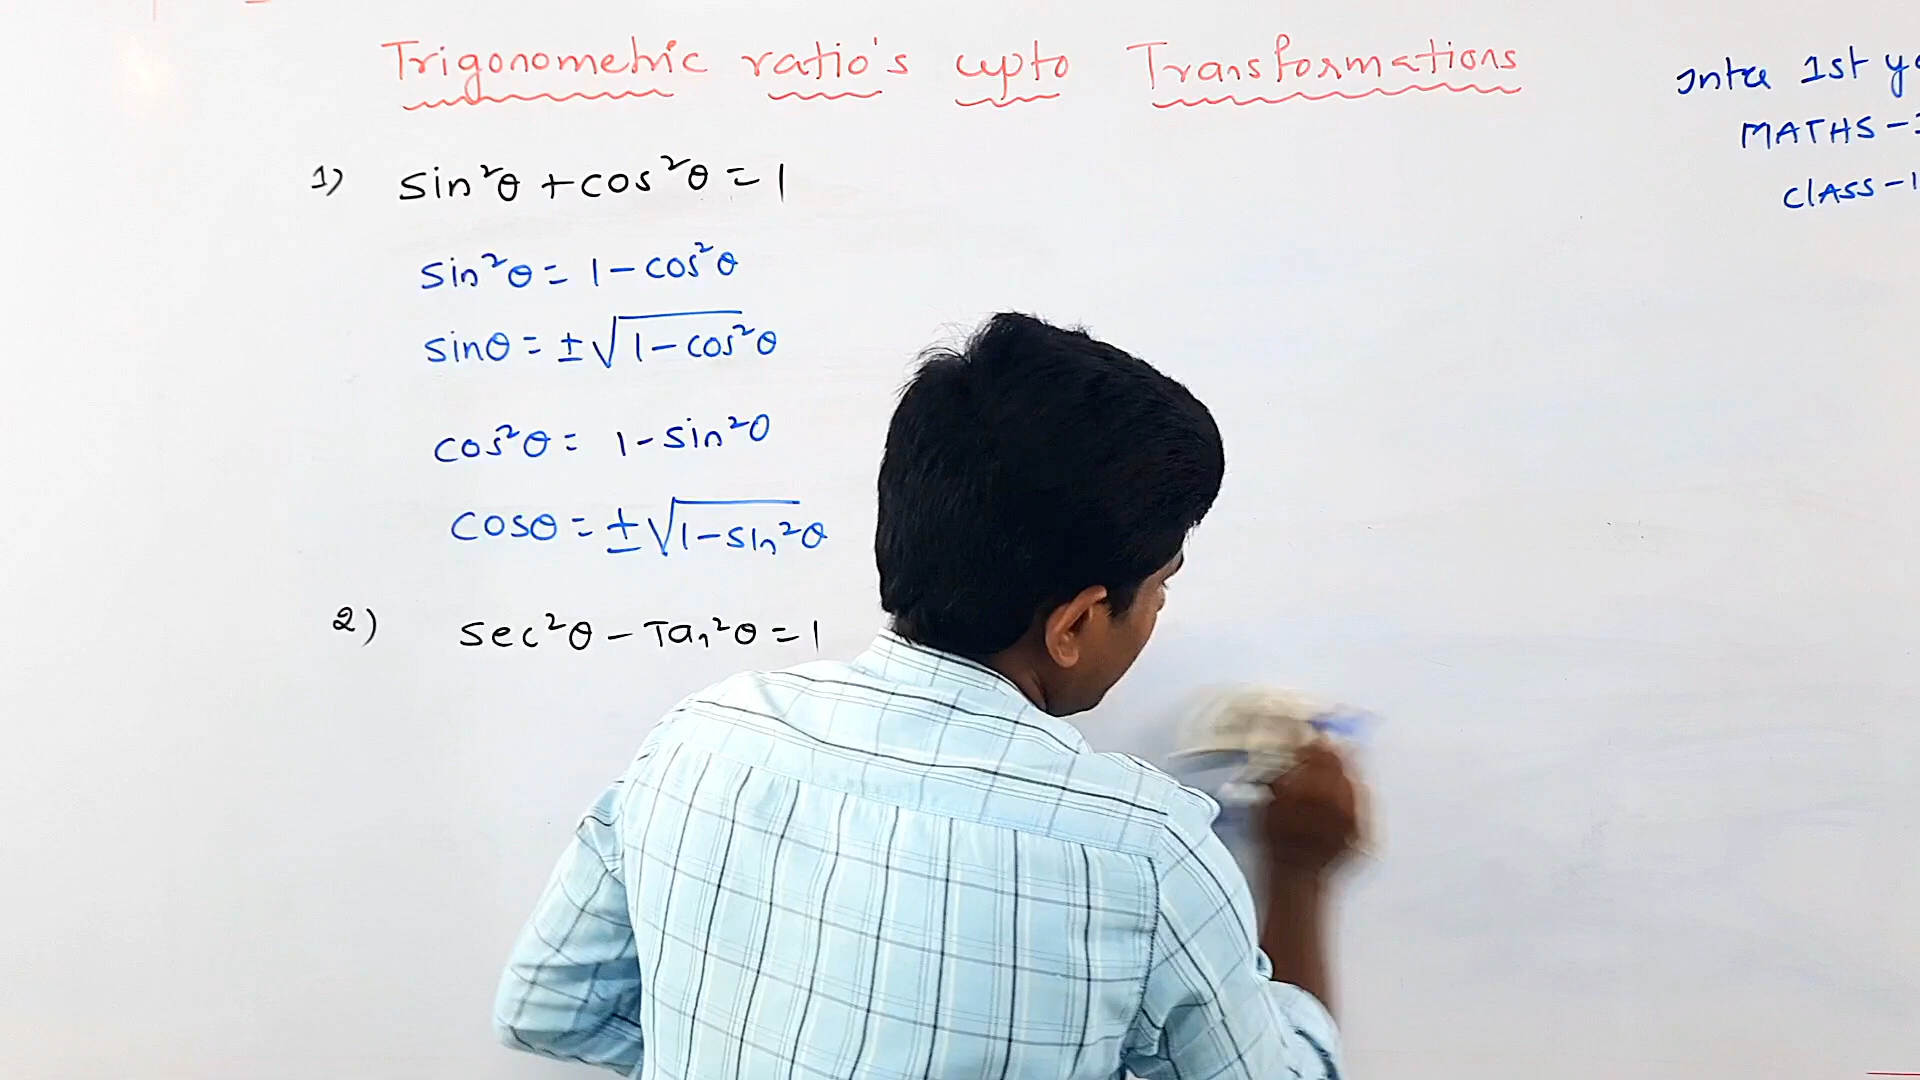 Trigonometric ratio's upto Transformations
Inter 1st
MATHS -
CLASS -1
1) sin²θ + cos²θ = 1
sin²θ = 1 - cos²θ
sinθ = ±√1 - cos²θ
cos²θ = 1 - sin²θ
cosθ = ±√1 - sin²θ
2) sec²θ - Tan²θ = 1